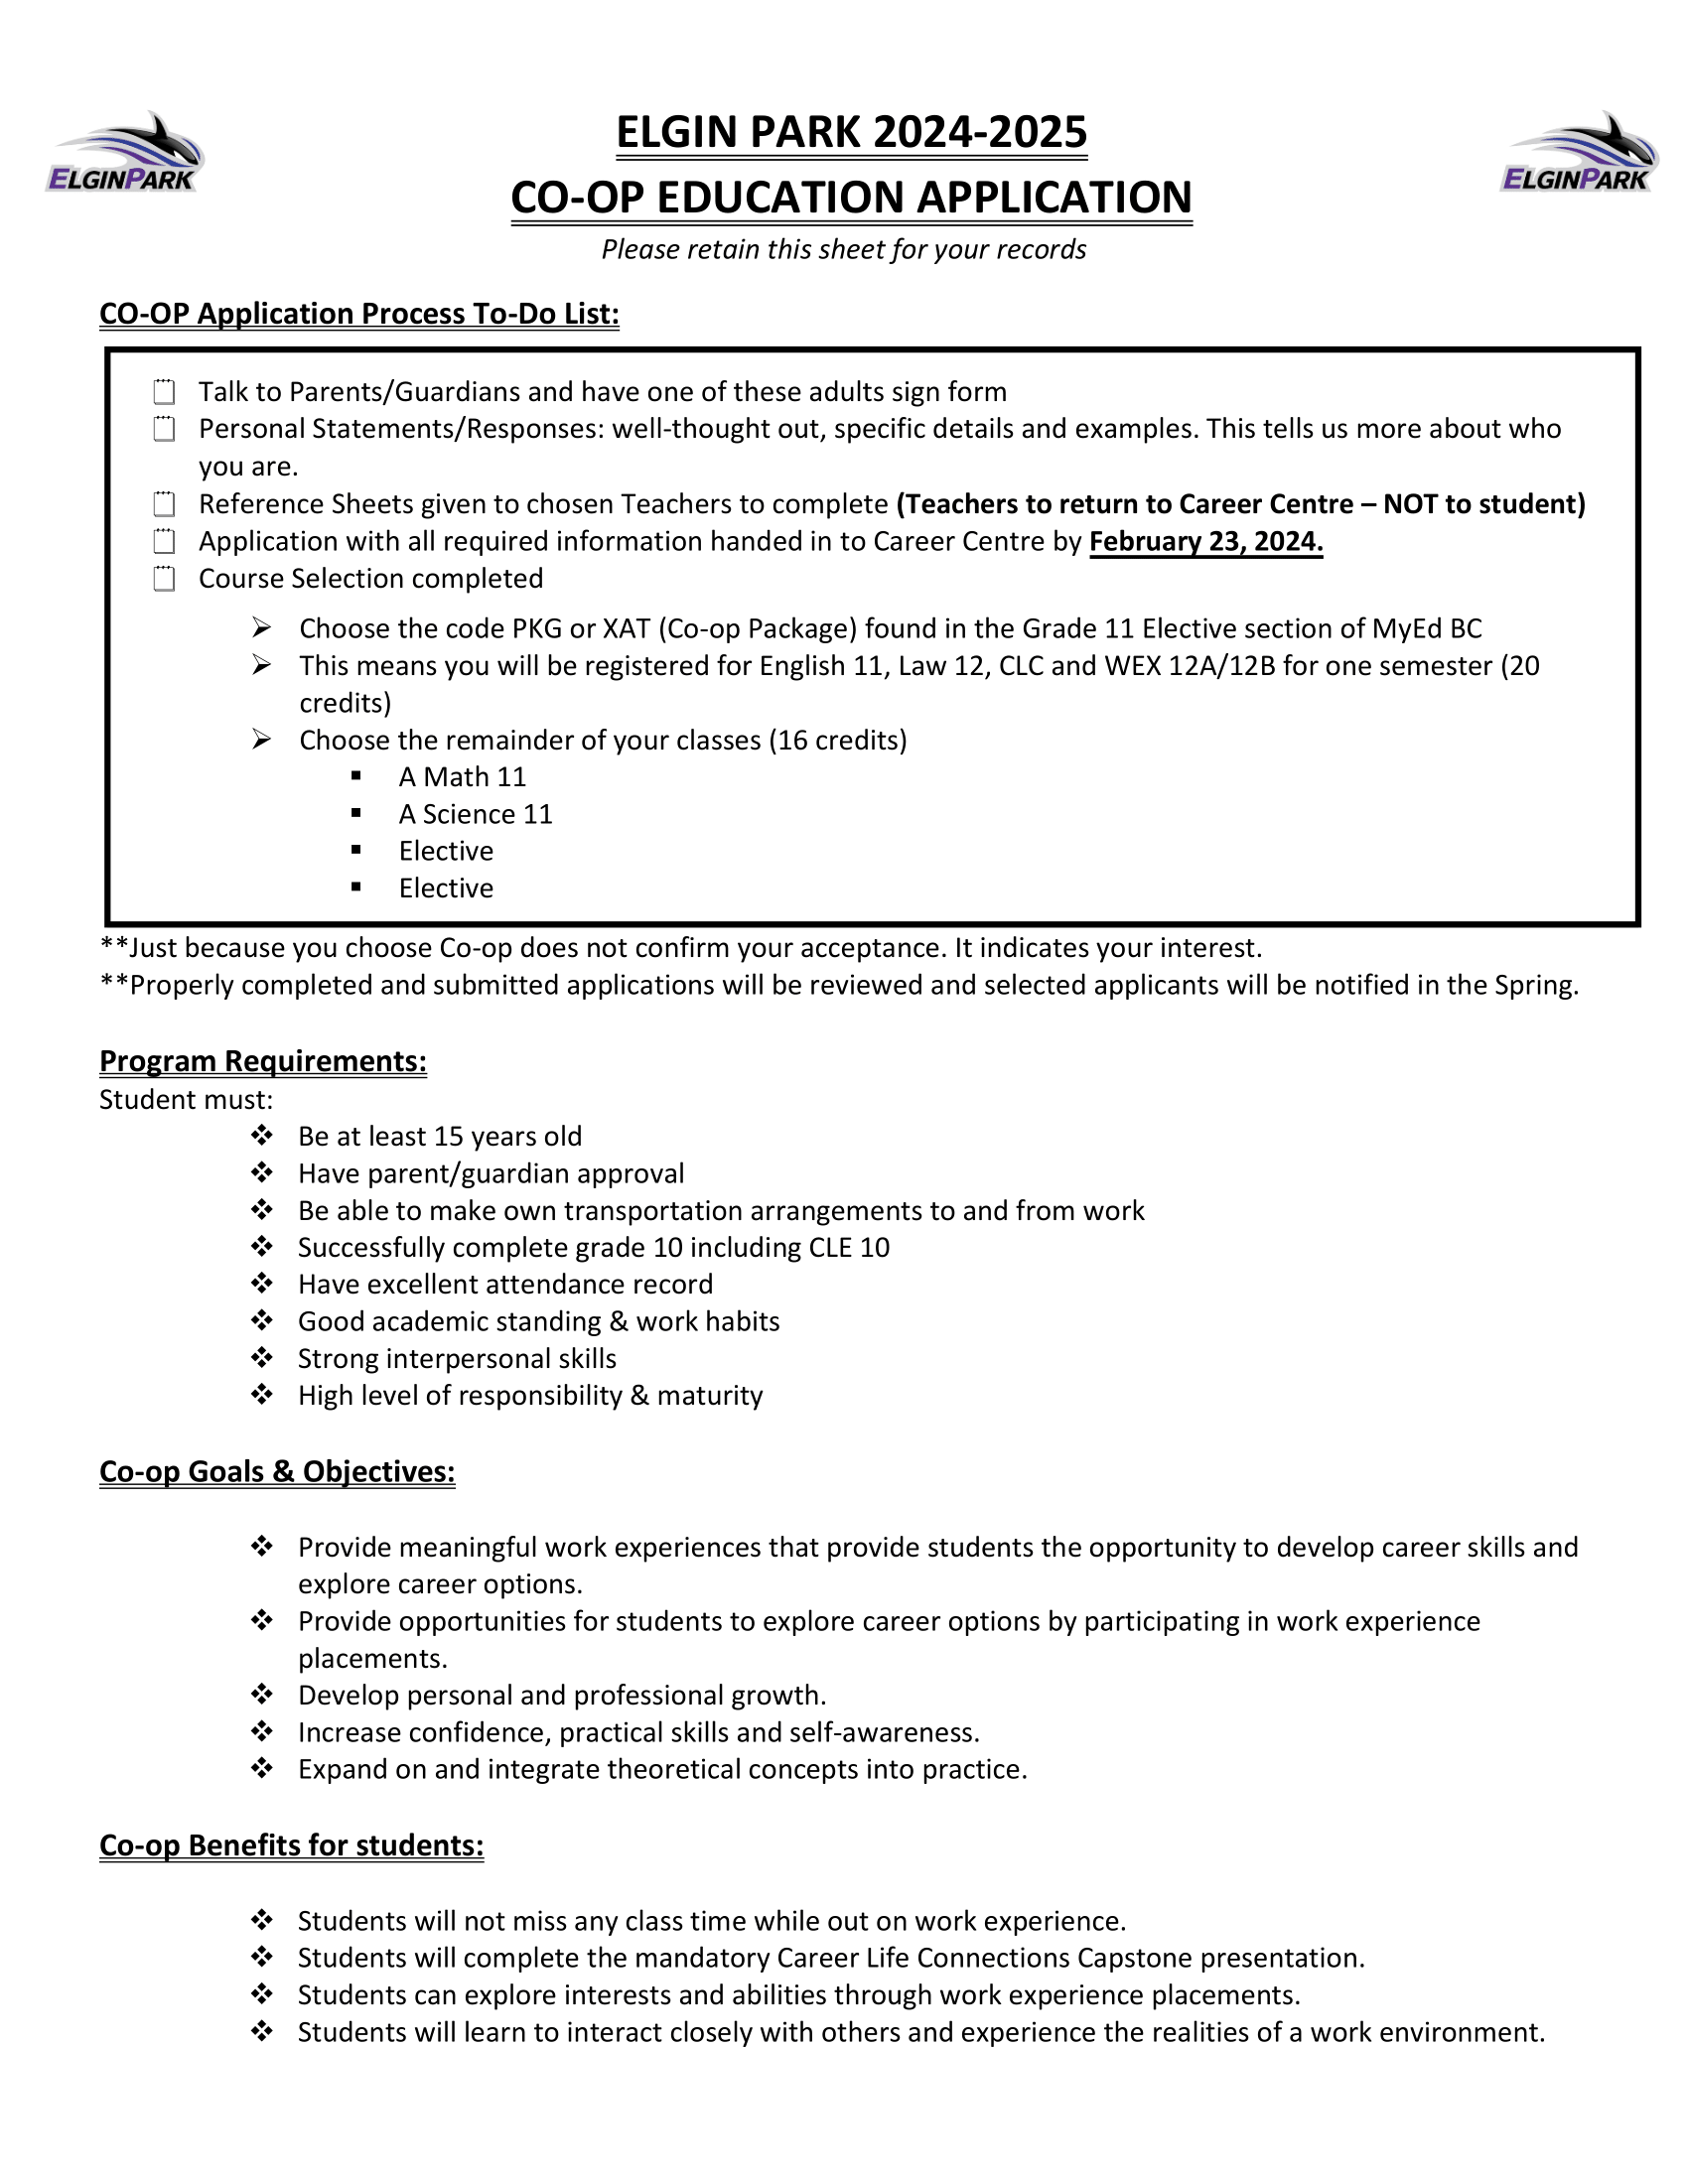 ELGIN PARK 2024-2025
ELGINPARK
ELGINPARK
CO-OP EDUCATION APPLICATION
Please retain this sheet for your records
CO-OP Application Process To-Do List:
Talk to Parents/Guardians and have one of these adults sign form
Personal Statements/Responses: well-thought out, specific details and examples. This tells us more about who
you are.
Reference Sheets given to chosen Teachers to complete (Teachers to return to Career Centre – NOT to student)
Application with all required information handed in to Career Centre by February 23, 2024.
Course Selection completed
➢ Choose the code PKG or XAT (Co-op Package) found in the Grade 11 Elective section of MyEd BC
➢ This means you will be registered for English 11, Law 12, CLC and WEX 12A/12B for one semester (20
credits)
➢ Choose the remainder of your classes (16 credits)
▪ A Math 11
▪ A Science 11
▪ Elective
▪ Elective
**Just because you choose Co-op does not confirm your acceptance. It indicates your interest.
**Properly completed and submitted applications will be reviewed and selected applicants will be notified in the Spring.
Program Requirements:
Student must:
❖ Be at least 15 years old
❖ Have parent/guardian approval
❖ Be able to make own transportation arrangements to and from work
❖ Successfully complete grade 10 including CLE 10
❖ Have excellent attendance record
❖ Good academic standing & work habits
❖ Strong interpersonal skills
❖ High level of responsibility & maturity
Co-op Goals & Objectives:
❖ Provide meaningful work experiences that provide students the opportunity to develop career skills and
explore career options.
❖ Provide opportunities for students to explore career options by participating in work experience
placements.
❖ Develop personal and professional growth.
❖ Increase confidence, practical skills and self-awareness.
❖ Expand on and integrate theoretical concepts into practice.
Co-op Benefits for students:
❖ Students will not miss any class time while out on work experience.
❖ Students will complete the mandatory Career Life Connections Capstone presentation.
❖ Students can explore interests and abilities through work experience placements.
❖ Students will learn to interact closely with others and experience the realities of a work environment.